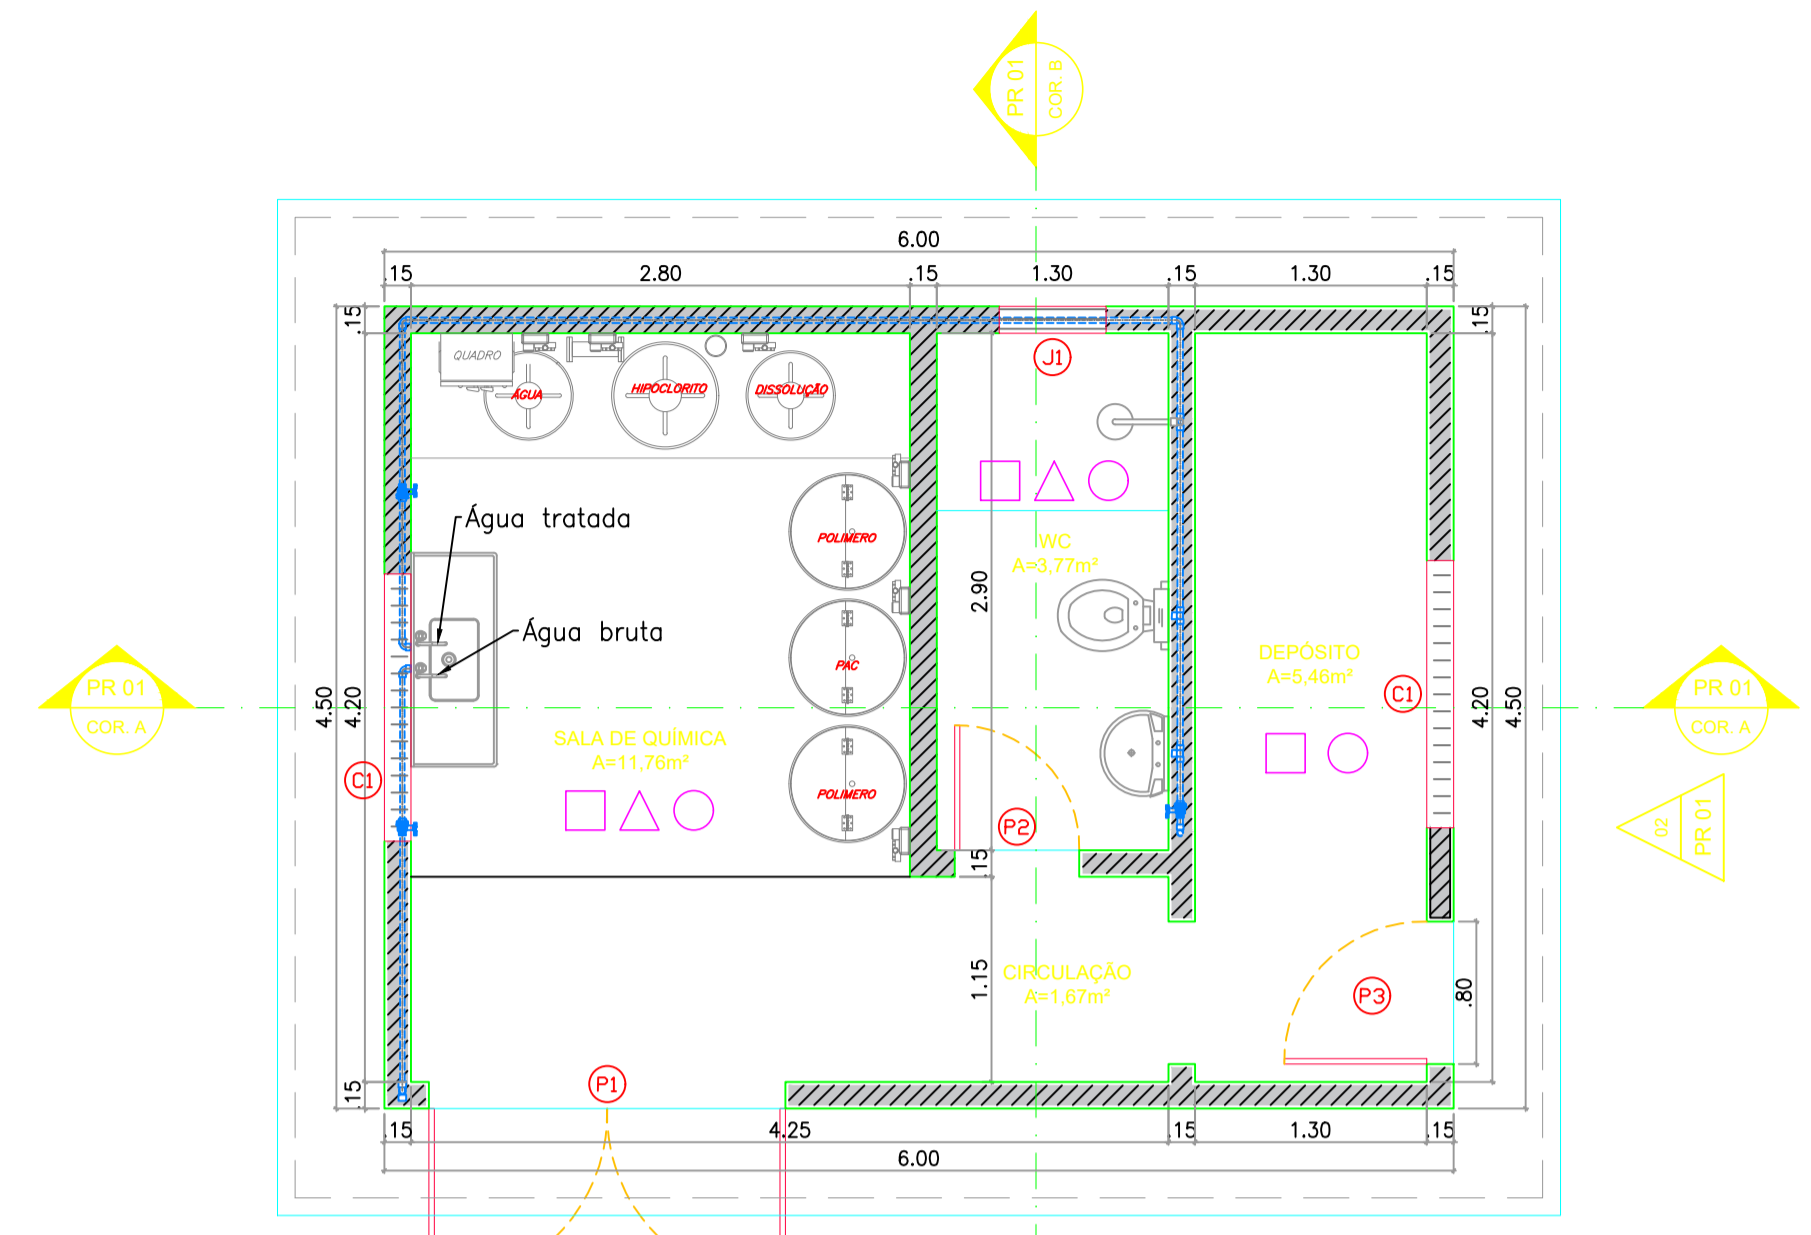 PR 01
COR. B
6.00
.15
2.80
.15
1.30
.15
1.30
.15
.15
.15
J1
QUADRO
ÁGUA
HIPOCLORITO
DISSOLUÇÃO
Água tratada
POLIMERO
WC
A=3,77m²
2.90
Água bruta
PAC
DEPÓSITO
A=5,46m²
PR 01
COR. A
4.50
4.20
C1
SALA DE QUÍMICA
A=11,76m²
POLIMERO
C1
4.20
4.50
PR 01
COR. A
02
PR 01
P2
.15
1.15
CIRCULAÇÃO
A=1,67m²
P3
.80
.15
P1
.15
4.25
.15
1.30
.15
6.00